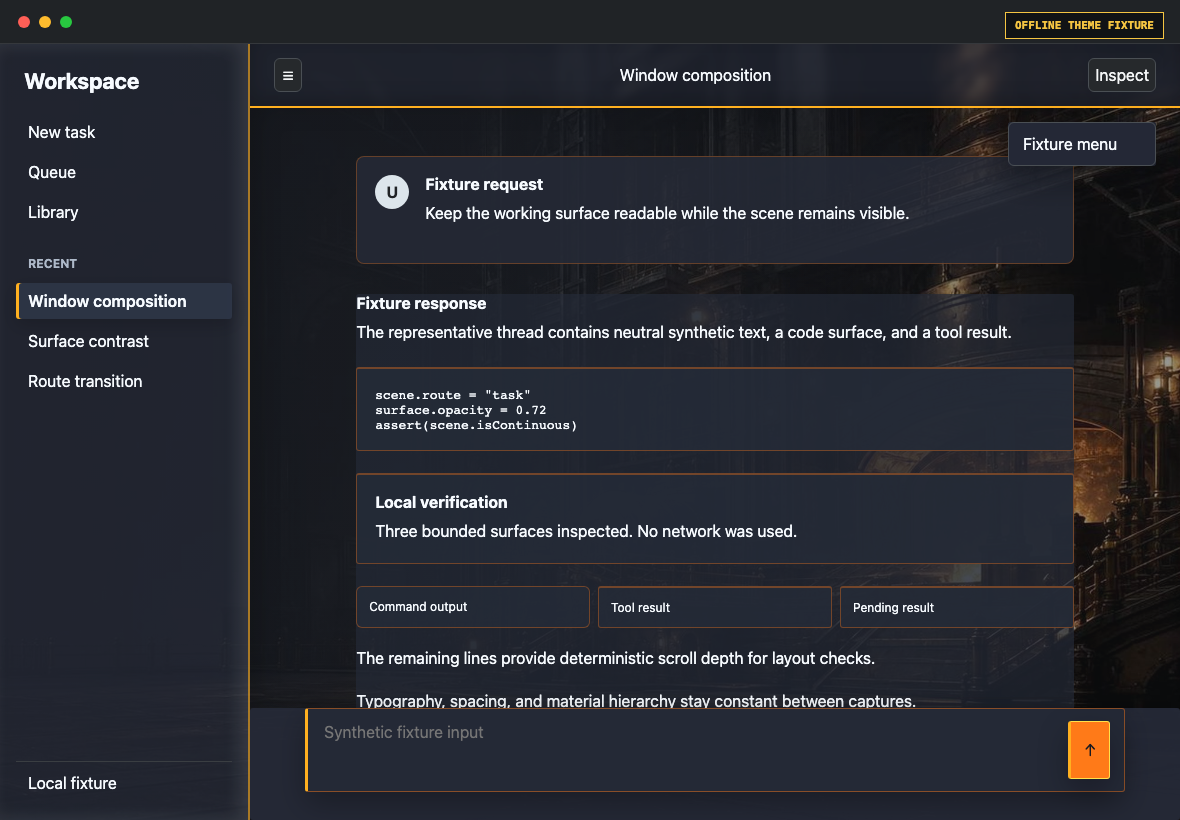 OFFLINE THEME FIXTURE
Workspace
New task
Queue
Library
RECENT
Window composition
Surface contrast
Route transition
Local fixture
≡
Window composition
Inspect
Fixture menu
U
Fixture request
Keep the working surface readable while the scene remains visible.
Fixture response
The representative thread contains neutral synthetic text, a code surface, and a tool result.
scene.route = "task"
surface.opacity = 0.72
assert(scene.isContinuous)
Local verification
Three bounded surfaces inspected. No network was used.
Command output
Tool result
Pending result
The remaining lines provide deterministic scroll depth for layout checks.
Typography, spacing, and material hierarchy stay constant between captures.
Synthetic fixture input
↑